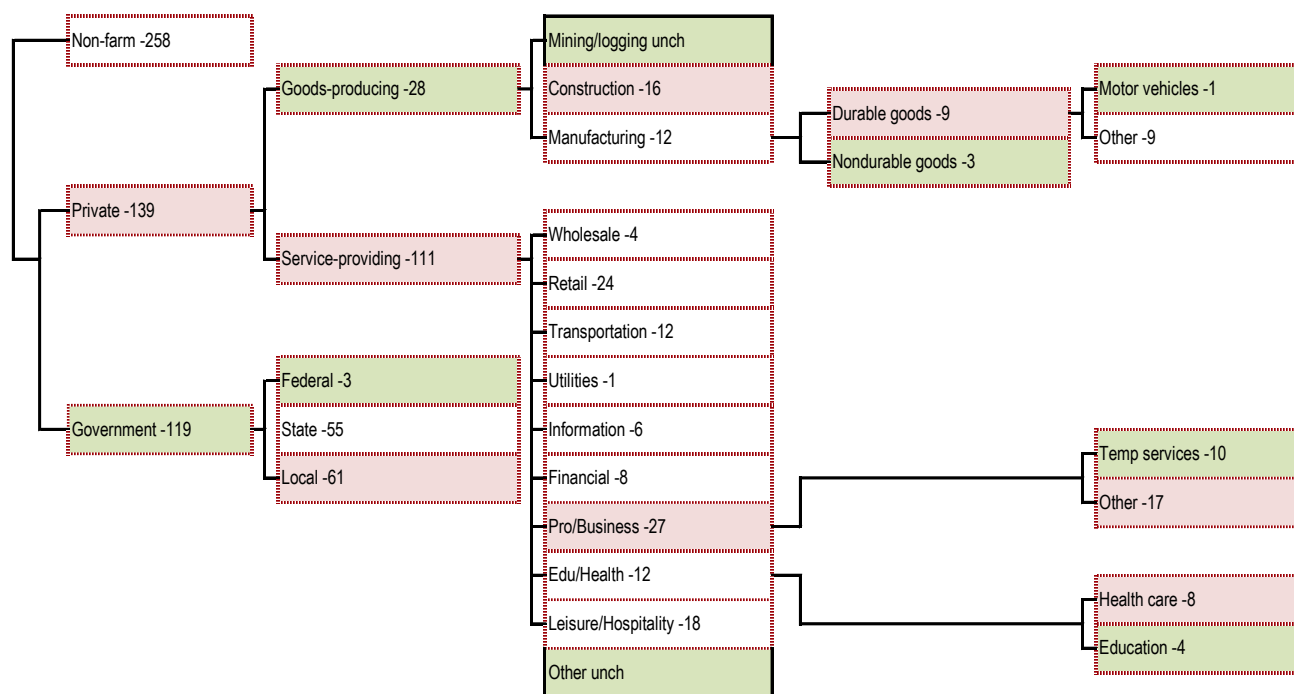 Non-farm -258
Private -139
Government -119
Goods-producing -28
Service-providing -111
Federal -3
State -55
Local -61
Mining/logging unch
Construction -16
Manufacturing -12
Wholesale -4
Retail -24
Transportation -12
Utilities -1
Information -6
Financial -8
Pro/Business -27
Edu/Health -12
Leisure/Hospitality -18
Other unch
Durable goods -9
Nondurable goods -3
Motor vehicles -1
Other -9
Temp services -10
Other -17
Health care -8
Education -4